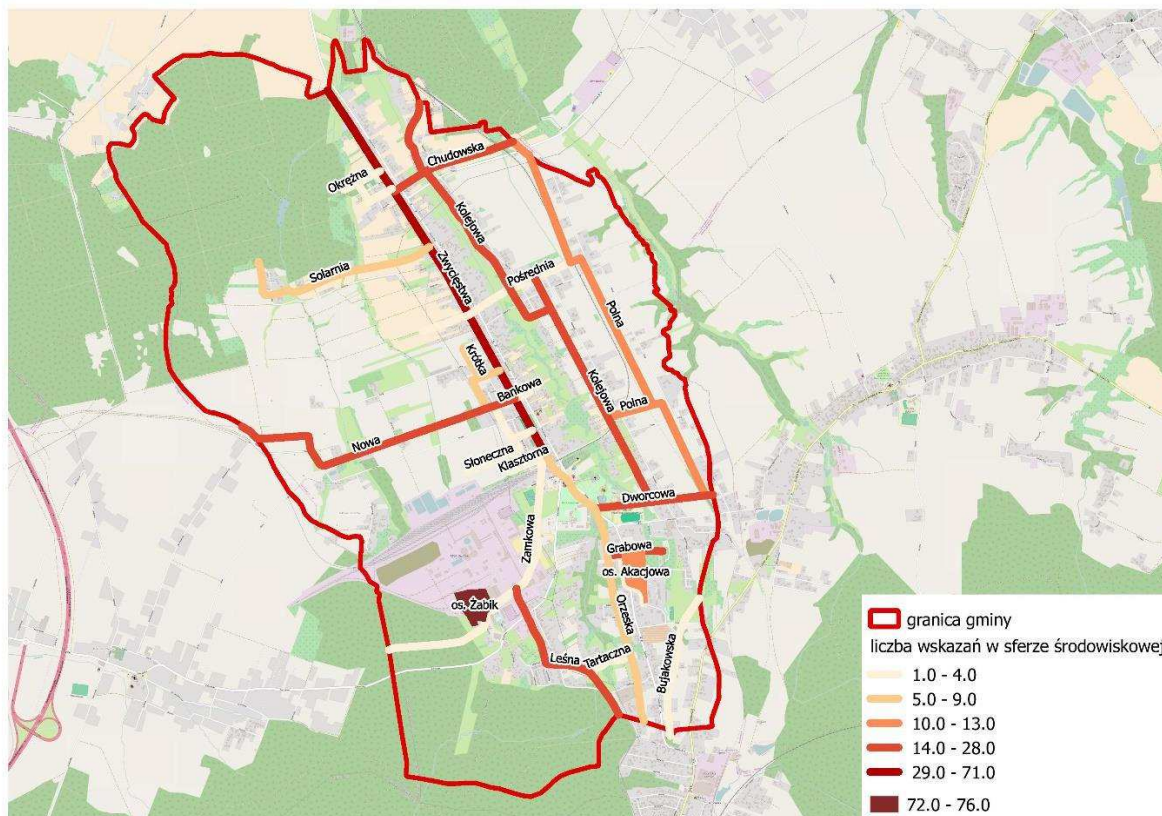 Chudowska
Okrężna
Kolejowa
Zwycięstwa
Pośrednia
Solarnia
Polna
Krótka
Bankowa
Kolejowa
Polna
Nowa
Słoneczna
Klasztorna
Dworcowa
Zamkowa
Grabowa
os. Akacjowa
os. Żabik
Orzeska
Leśna
Tartaczna
Bujakowska
granica gminy
liczba wskazań w sferze środowiskowej
1.0 - 4.0
5.0 - 9.0
10.0 - 13.0
14.0 - 28.0
29.0 - 71.0
72.0 - 76.0